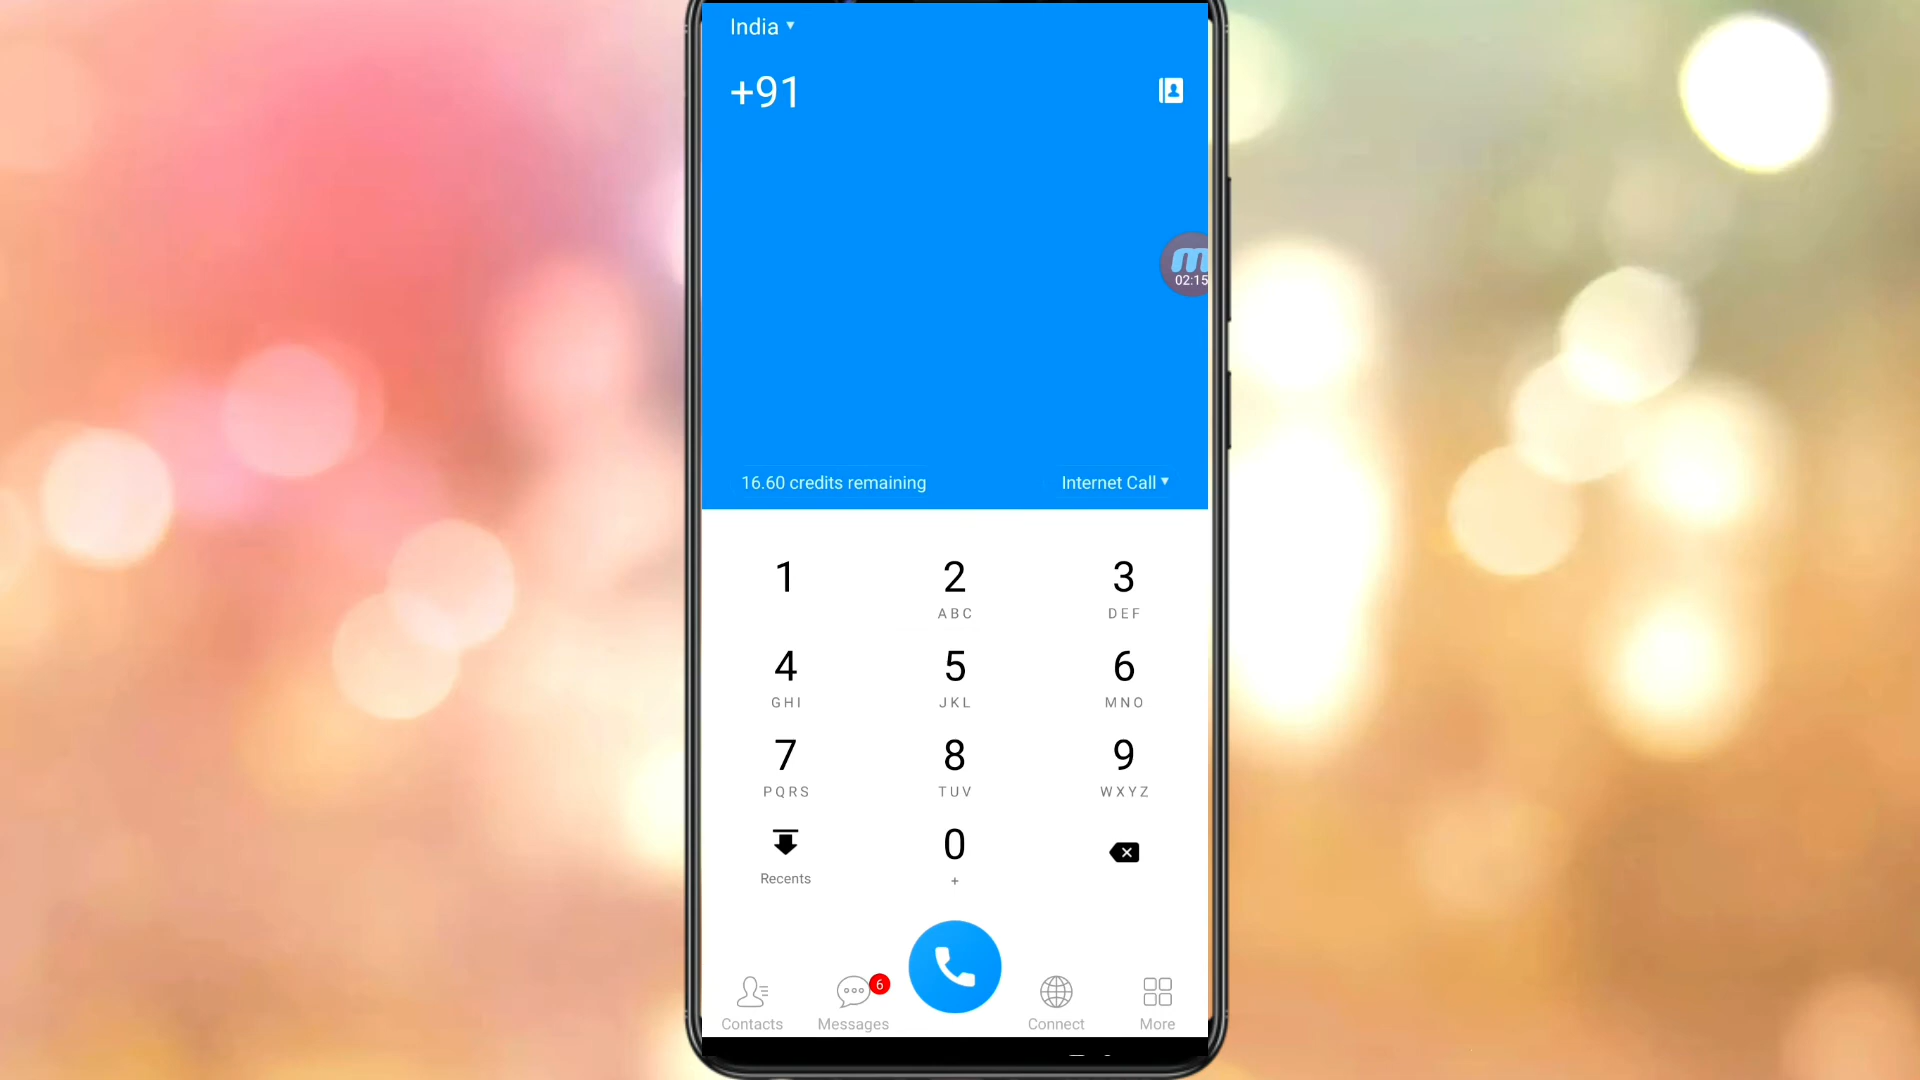 India
+91
m
02:15
16.60 credits remaining
Internet Call
1
2
ABC
3
DEF
4
GHI
5
JKL
6
MNO
7
PQRS
8
TUV
9
WXYZ
Recents
0
+
Contacts
6
Messages
Connect
More